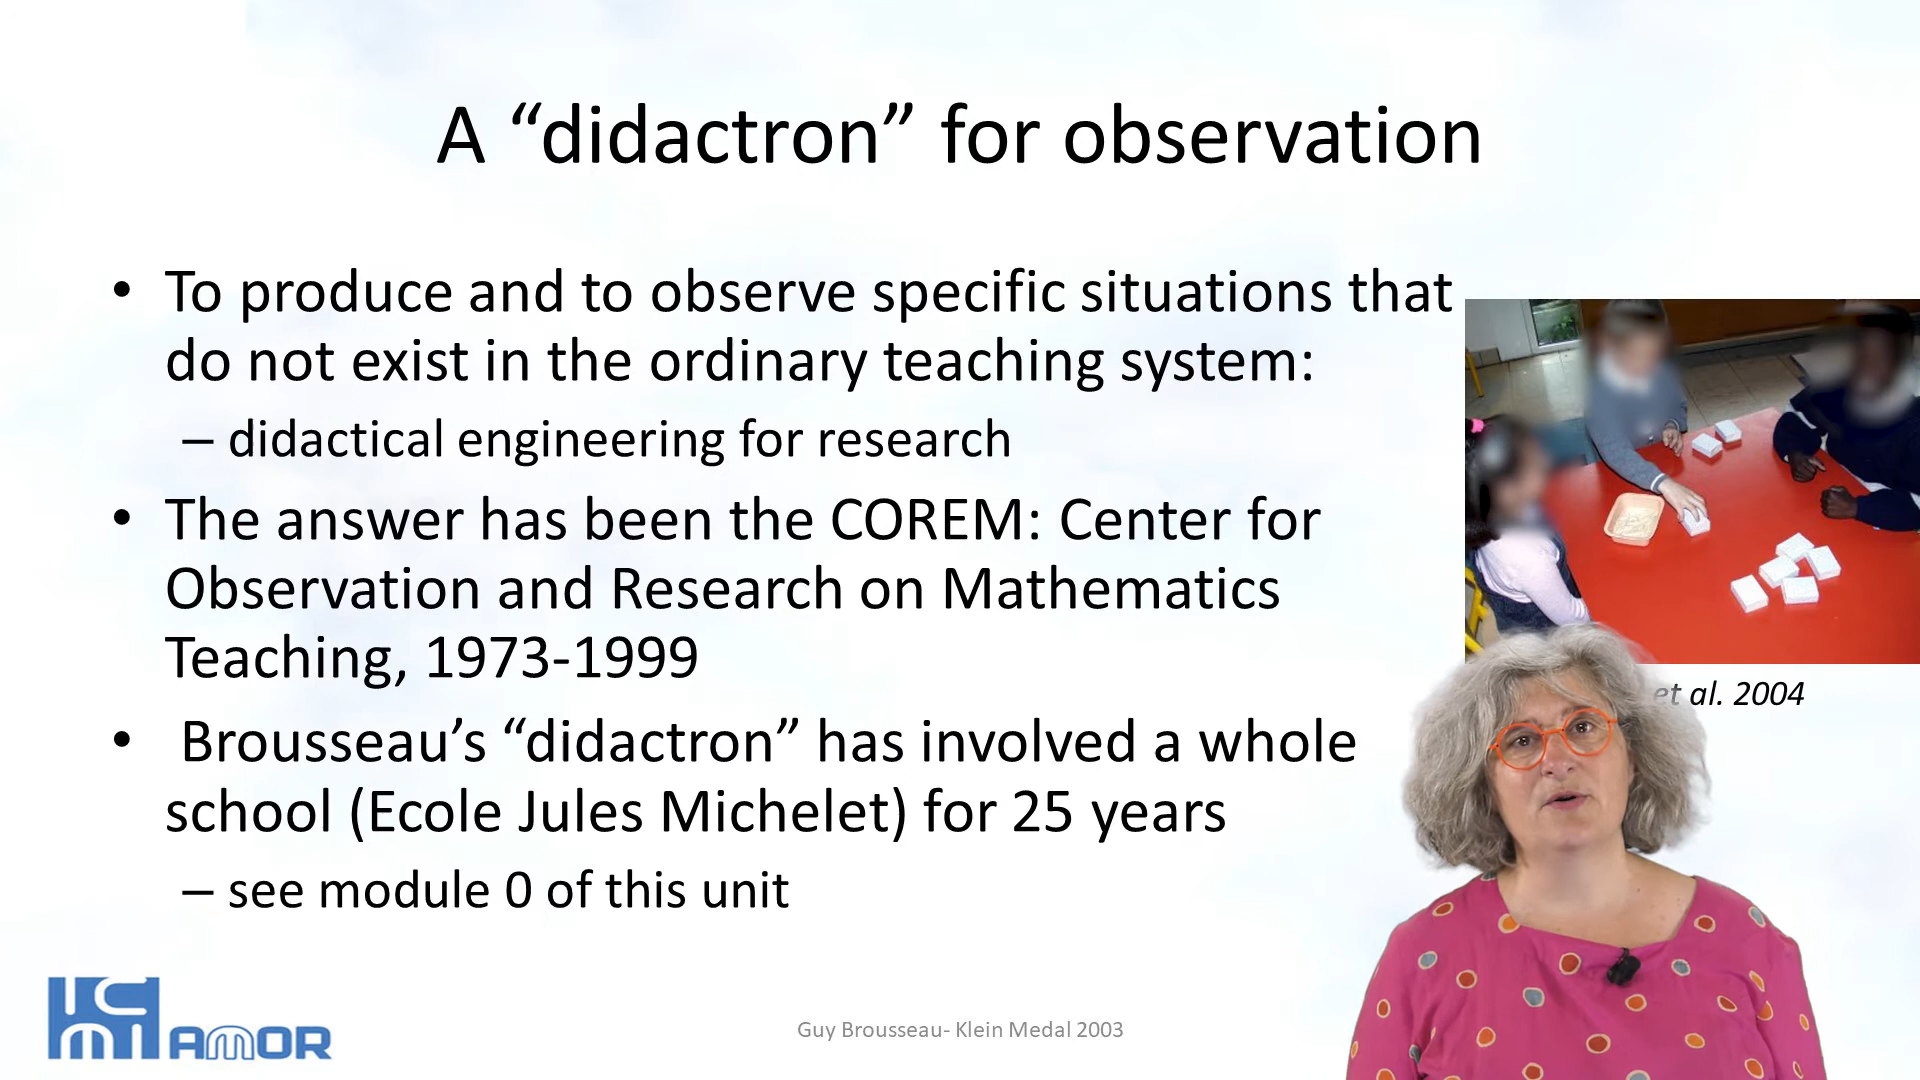 A “didactron” for observation
• To produce and to observe specific situations that
do not exist in the ordinary teaching system:
– didactical engineering for research
• The answer has been the COREM: Center for
Observation and Research on Mathematics
Teaching, 1973-1999
• Brousseau’s “didactron” has involved a whole
school (Ecole Jules Michelet) for 25 years
– see module 0 of this unit
et al. 2004
ICMI AMOR
Guy Brousseau- Klein Medal 2003